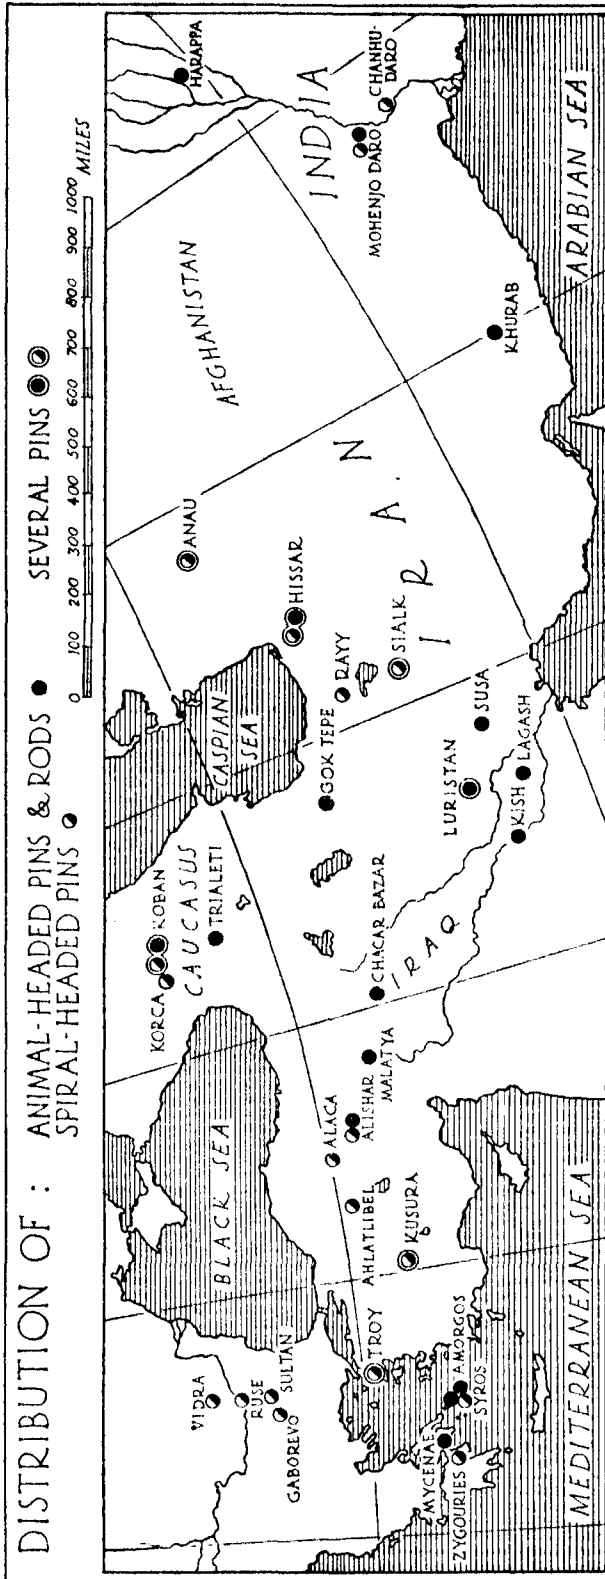 DISTRIBUTION OF :
ANIMAL-HEADED PINS & RODS
SPIRAL-HEADED PINS
SEVERAL PINS
0 100 200 300 400 500 600 700 800 900 1000 MILES
VIDRA
RUSE
SULTAN
GABOREVO
BLACK SEA
KORCA
KOBAN
CAUCASUS
TRIALETI
CASPIAN
SEA
ANAU
HISSAR
AFGHANISTAN
HARAPPA
INDIA
MOHENJO DARO
CHANHU-
DARO
TROY
KUSURA
AHLATLIBEL
ALACA
ALISHAR
MALATYA
CHACAR BAZAR
GOK TEPE
RAYY
SIALK
IRA.N
IRAQ
LURISTAN
SUSA
KISH
LAGASH
KHURAB
MYCENAE
ZYGOURIES
AMORGOS
SYROS
MEDITERRANEAN SEA
ARABIAN SEA